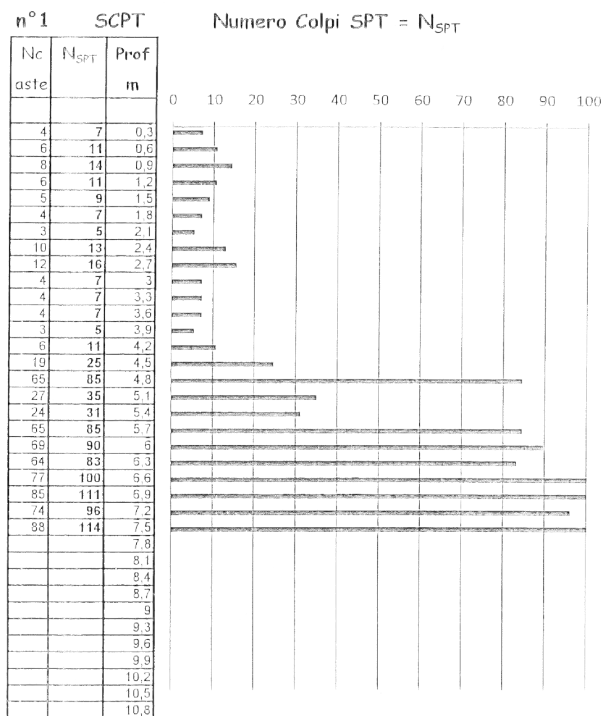 n°1 SCPT Numero Colpi SPT = N_SPT
Nc N_SPT Prof
aste m
0 10 20 30 40 50 60 70 80 90 100
4 7 0,3
6 11 0,6
8 14 0,9
6 11 1,2
5 9 1,5
4 7 1,8
3 5 2,1
10 13 2,4
12 16 2,7
4 7 3
4 7 3,3
4 7 3,6
3 5 3,9
6 11 4,2
19 25 4,5
65 85 4,8
27 35 5,1
24 31 5,4
65 85 5,7
69 90 6
64 83 6,3
77 100 6,6
85 111 6,9
74 96 7,2
88 114 7,5
7,8
8,1
8,4
8,7
9
9,3
9,6
9,9
10,2
10,5
10,8